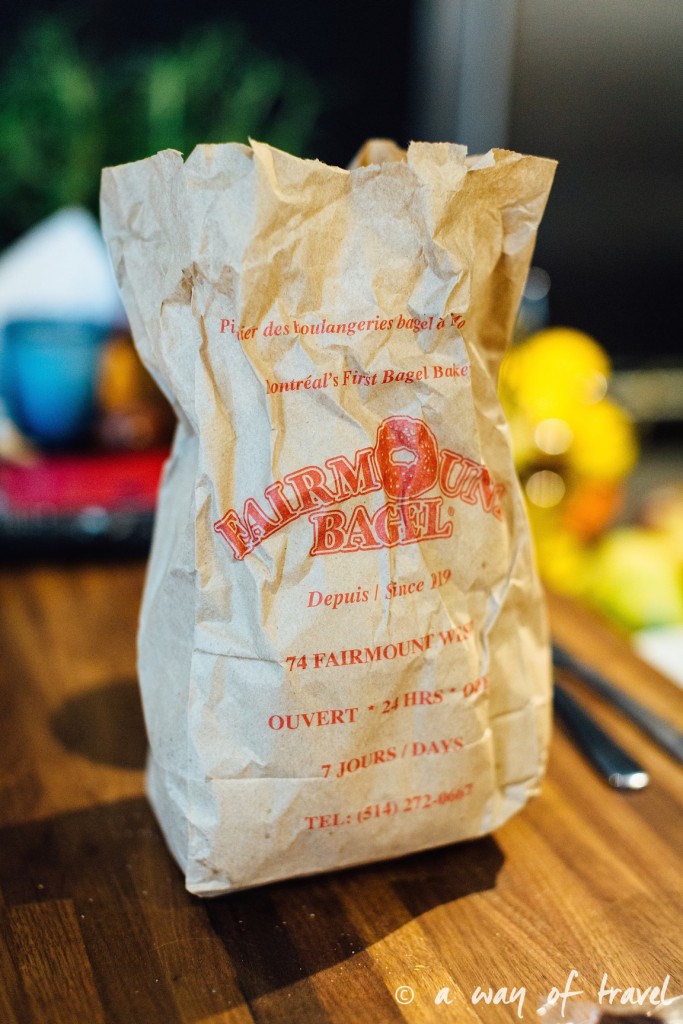 des boulangeries bagel à
First Bagel
FAIRMOUNT
BAGEL
Depuis / Since
74 FAIRMOUNT WEST
OUVERT • 24 HRS •
7 JOURS / DAYS
TEL: (514) 272-0667
© a way of travel